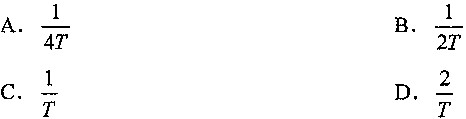 A. 1/4T B. 1/2T
C. 1/T D. 2/T